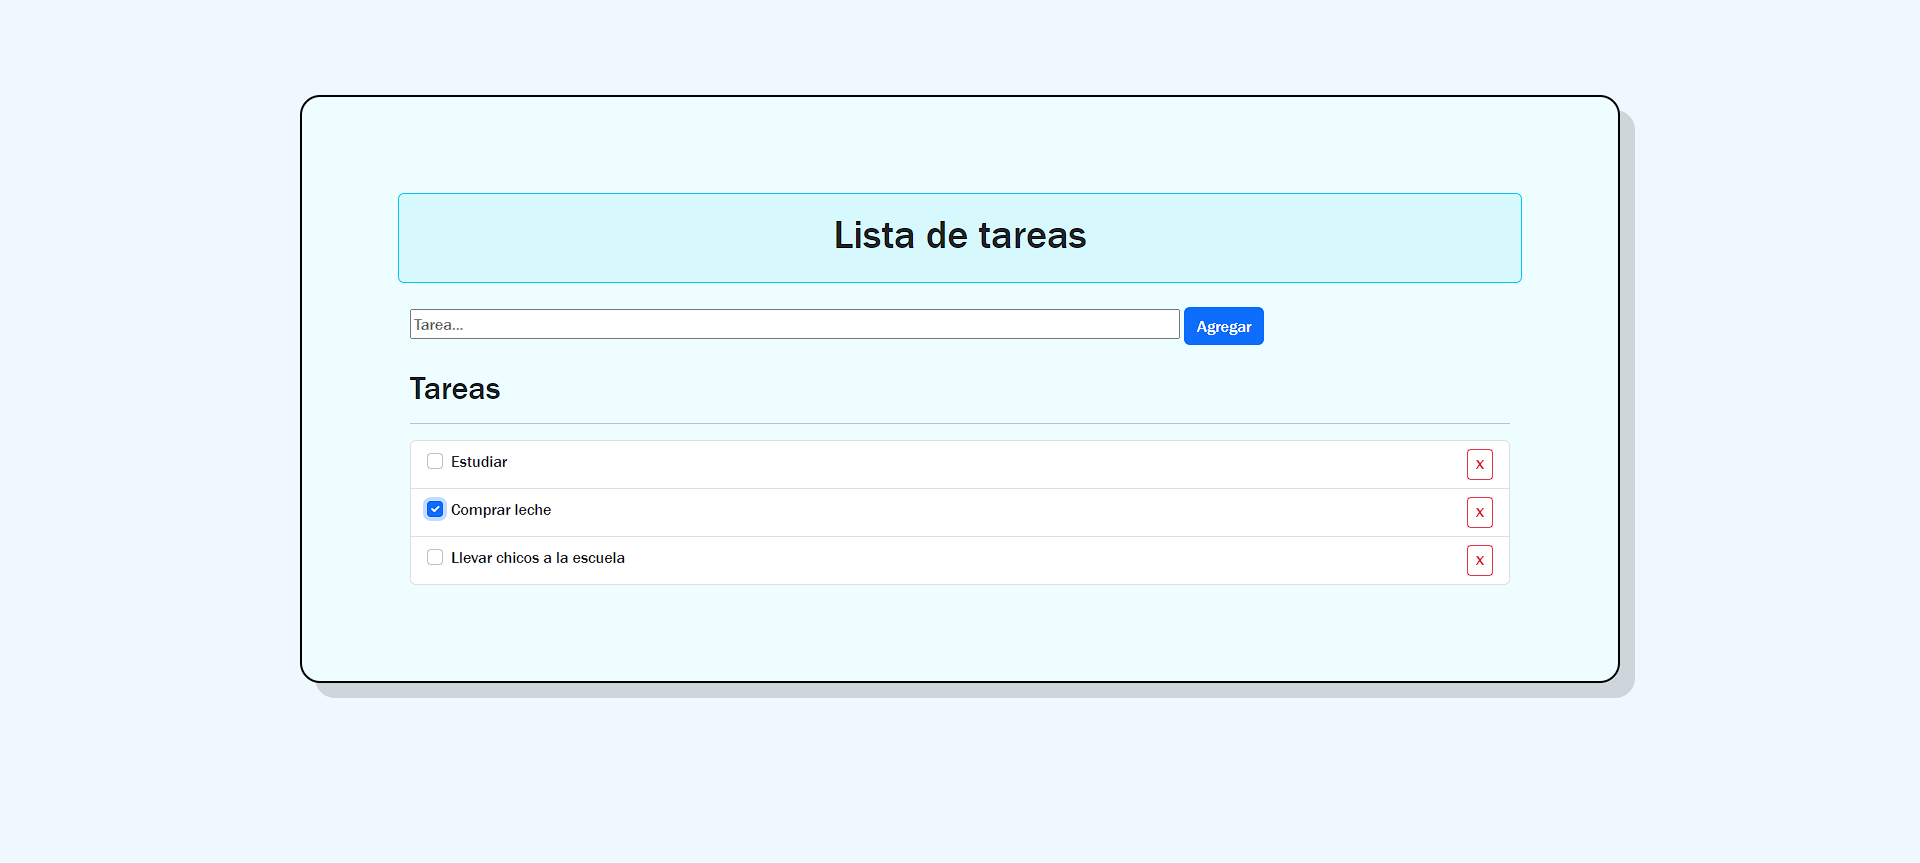 Lista de tareas
Tarea...
Agregar
Tareas
Estudiar
X
Comprar leche
X
Llevar chicos a la escuela
X